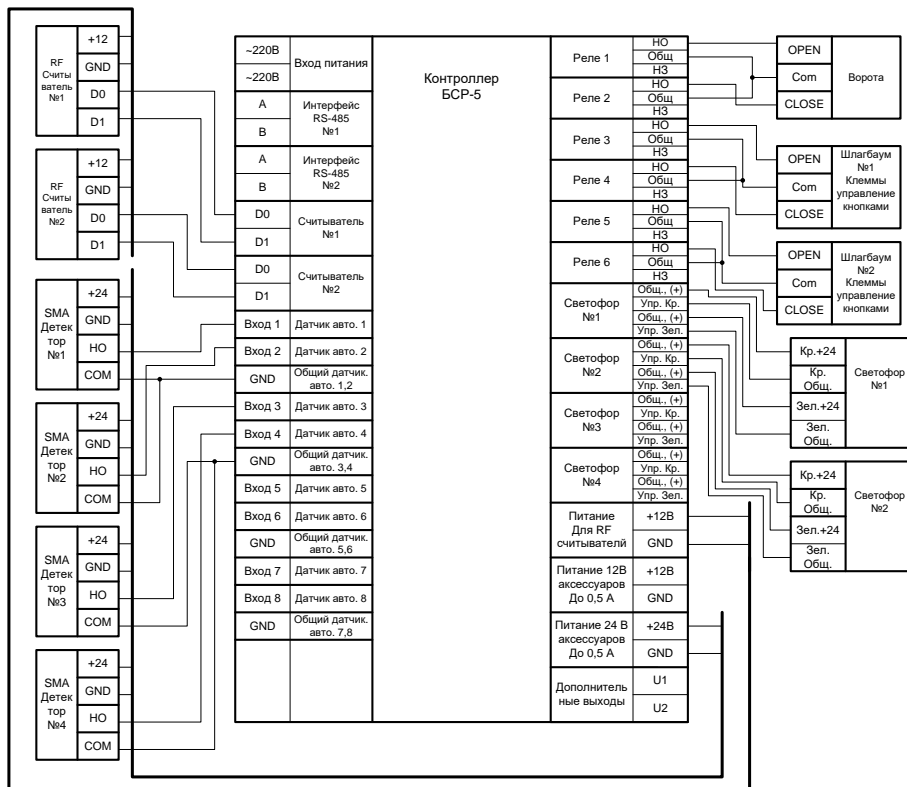 RF
Считы
ватель
№1
+12
GND
D0
D1
RF
Считы
ватель
№2
+12
GND
D0
D1
SMA
Детек
тор
№1
+24
GND
НО
COM
SMA
Детек
тор
№2
+24
GND
НО
COM
SMA
Детек
тор
№3
+24
GND
НО
COM
SMA
Детек
тор
№4
+24
GND
НО
COM
~220В
~220В
Вход питания
A
B
Интерфейс
RS-485
№1
A
B
Интерфейс
RS-485
№2
D0
D1
Считыватель
№1
D0
D1
Считыватель
№2
Вход 1 Датчик авто. 1
Вход 2 Датчик авто. 2
GND Общий датчик.
авто. 1,2
Вход 3 Датчик авто. 3
Вход 4 Датчик авто. 4
GND Общий датчик.
авто. 3,4
Вход 5 Датчик авто. 5
Вход 6 Датчик авто. 6
GND Общий датчик.
авто. 5,6
Вход 7 Датчик авто. 7
Вход 8 Датчик авто. 8
GND Общий датчик.
авто. 7,8
Контроллер
БСР-5
Реле 1
НО
Общ
НЗ
Реле 2
НО
Общ
НЗ
Реле 3
НО
Общ
НЗ
Реле 4
НО
Общ
НЗ
Реле 5
НО
Общ
НЗ
Реле 6
НО
Общ
НЗ
Светофор
№1
Общ., (+)
Упр. Кр.
Общ., (+)
Упр. Зел.
Светофор
№2
Общ., (+)
Упр. Кр.
Общ., (+)
Упр. Зел.
Светофор
№3
Общ., (+)
Упр. Кр.
Общ., (+)
Упр. Зел.
Светофор
№4
Общ., (+)
Упр. Кр.
Общ., (+)
Упр. Зел.
Питание
Для RF
считывателй
+12В
GND
Питание 12В
аксессуаров
До 0,5 А
+12В
GND
Питание 24 В
аксессуаров
До 0,5 А
+24В
GND
Дополнитель
ные выходы
U1
U2
OPEN
Com
CLOSE
Ворота
OPEN
Com
CLOSE
Шлагбаум
№1
Клеммы
управление
кнопками
OPEN
Com
CLOSE
Шлагбаум
№2
Клеммы
управление
кнопками
Кр.+24
Кр.
Общ.
Зел.+24
Зел.
Общ.
Светофор
№1
Кр.+24
Кр.
Общ.
Зел.+24
Зел.
Общ.
Светофор
№2